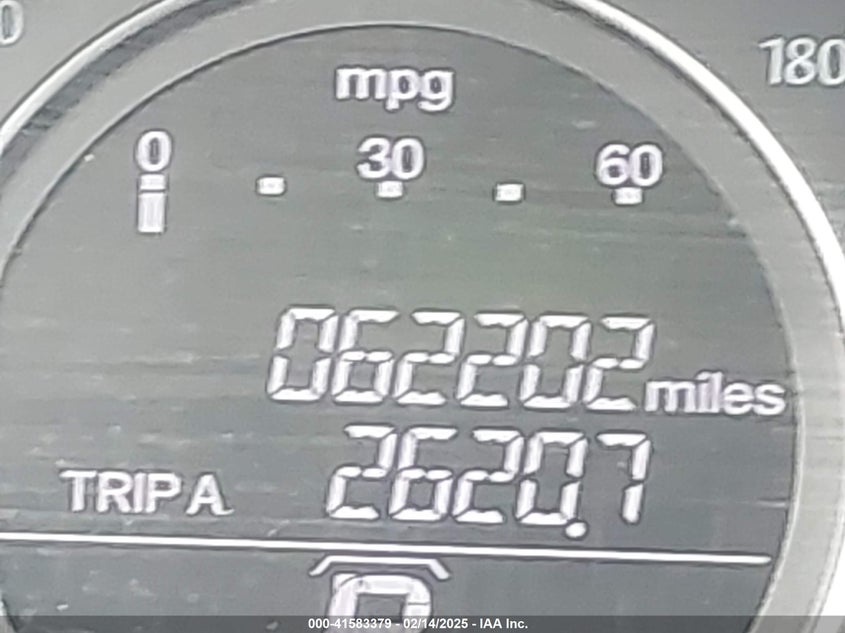 mpg
180
0 30 60
062202 miles
TRIP A 2620.7
000-41583379 - 02/14/2025 - IAA Inc.